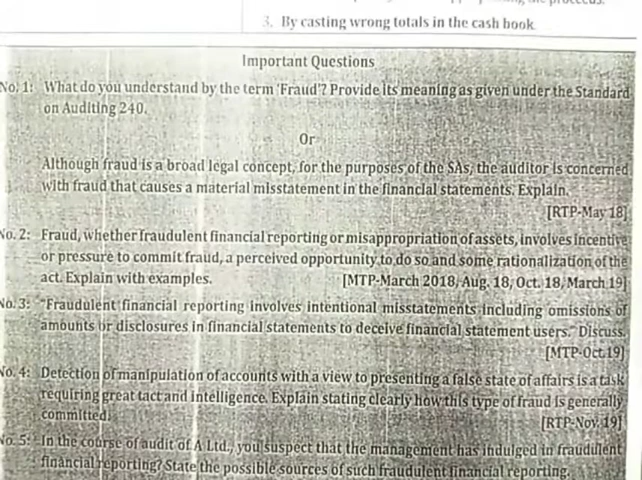 the proceeds.
3. By casting wrong totals in the cash book
Important Questions
No. 1: What do you understand by the term 'Fraud'? Provide its meaning as given under the Standard
on Auditing 240.
Or
Although fraud is a broad legal concept, for the purposes of the SAs, the auditor is concerned
with fraud that causes a material misstatement in the financial statements. Explain.
[RTP-May 18]
No. 2: Fraud, whether fraudulent financial reporting or misappropriation of assets, involves incentive
or pressure to commit fraud, a perceived opportunity to do so and some rationalization of the
act. Explain with examples. [MTP-March 2018, Aug. 18, Oct. 18, March 19]
No. 3: "Fraudulent financial reporting involves intentional misstatements including omissions of
amounts or disclosures in financial statements to deceive financial statement users." Discuss.
[MTP-Oct.19]
No. 4: Detection of manipulation of accounts with a view to presenting a false state of affairs is a task
requiring great tact and intelligence. Explain stating clearly how this type of fraud is generally
committed. [RTP-Nov. 19]
No. 5: In the course of audit of A Ltd., you suspect that the management has indulged in fraudulent
financial reporting? State the possible sources of such fraudulent financial reporting.